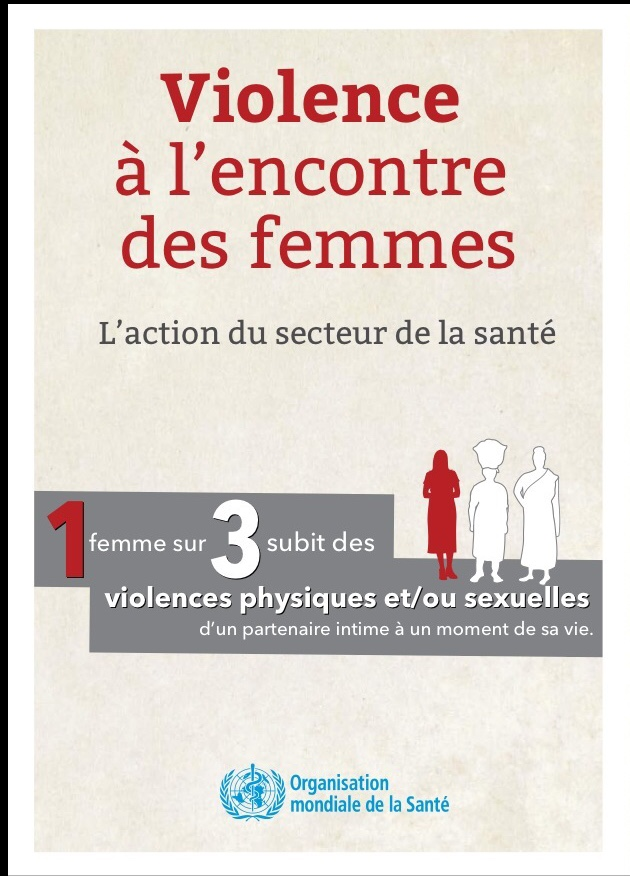 Violence
à l’encontre
des femmes
L’action du secteur de la santé
1 femme sur 3 subit des
violences physiques et/ou sexuelles
d’un partenaire intime à un moment de sa vie.
Organisation
mondiale de la Santé